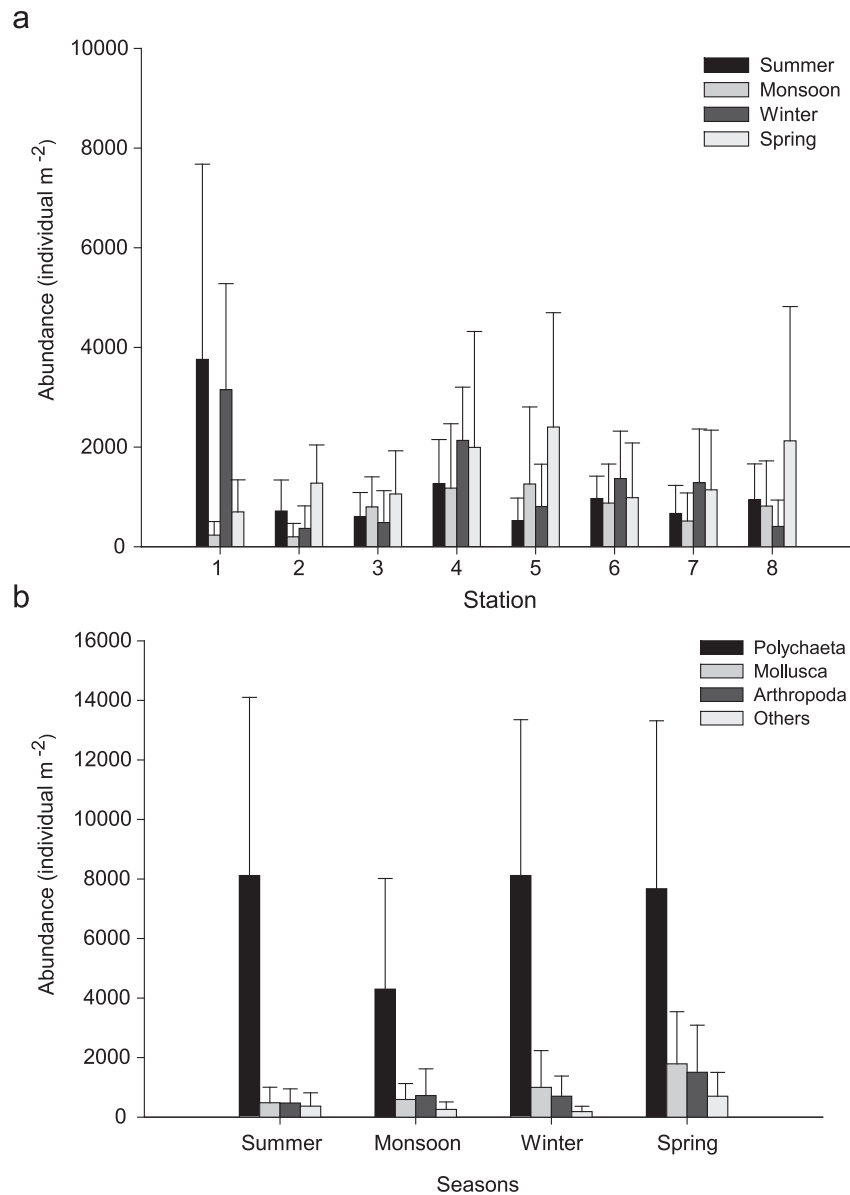 a
10000
8000
6000
4000
2000
0
Abundance (individual m⁻²)
Summer
Monsoon
Winter
Spring
1 2 3 4 5 6 7 8
Station
b
16000
14000
12000
10000
8000
6000
4000
2000
0
Abundance (individual m⁻²)
Polychaeta
Mollusca
Arthropoda
Others
Summer Monsoon Winter Spring
Seasons